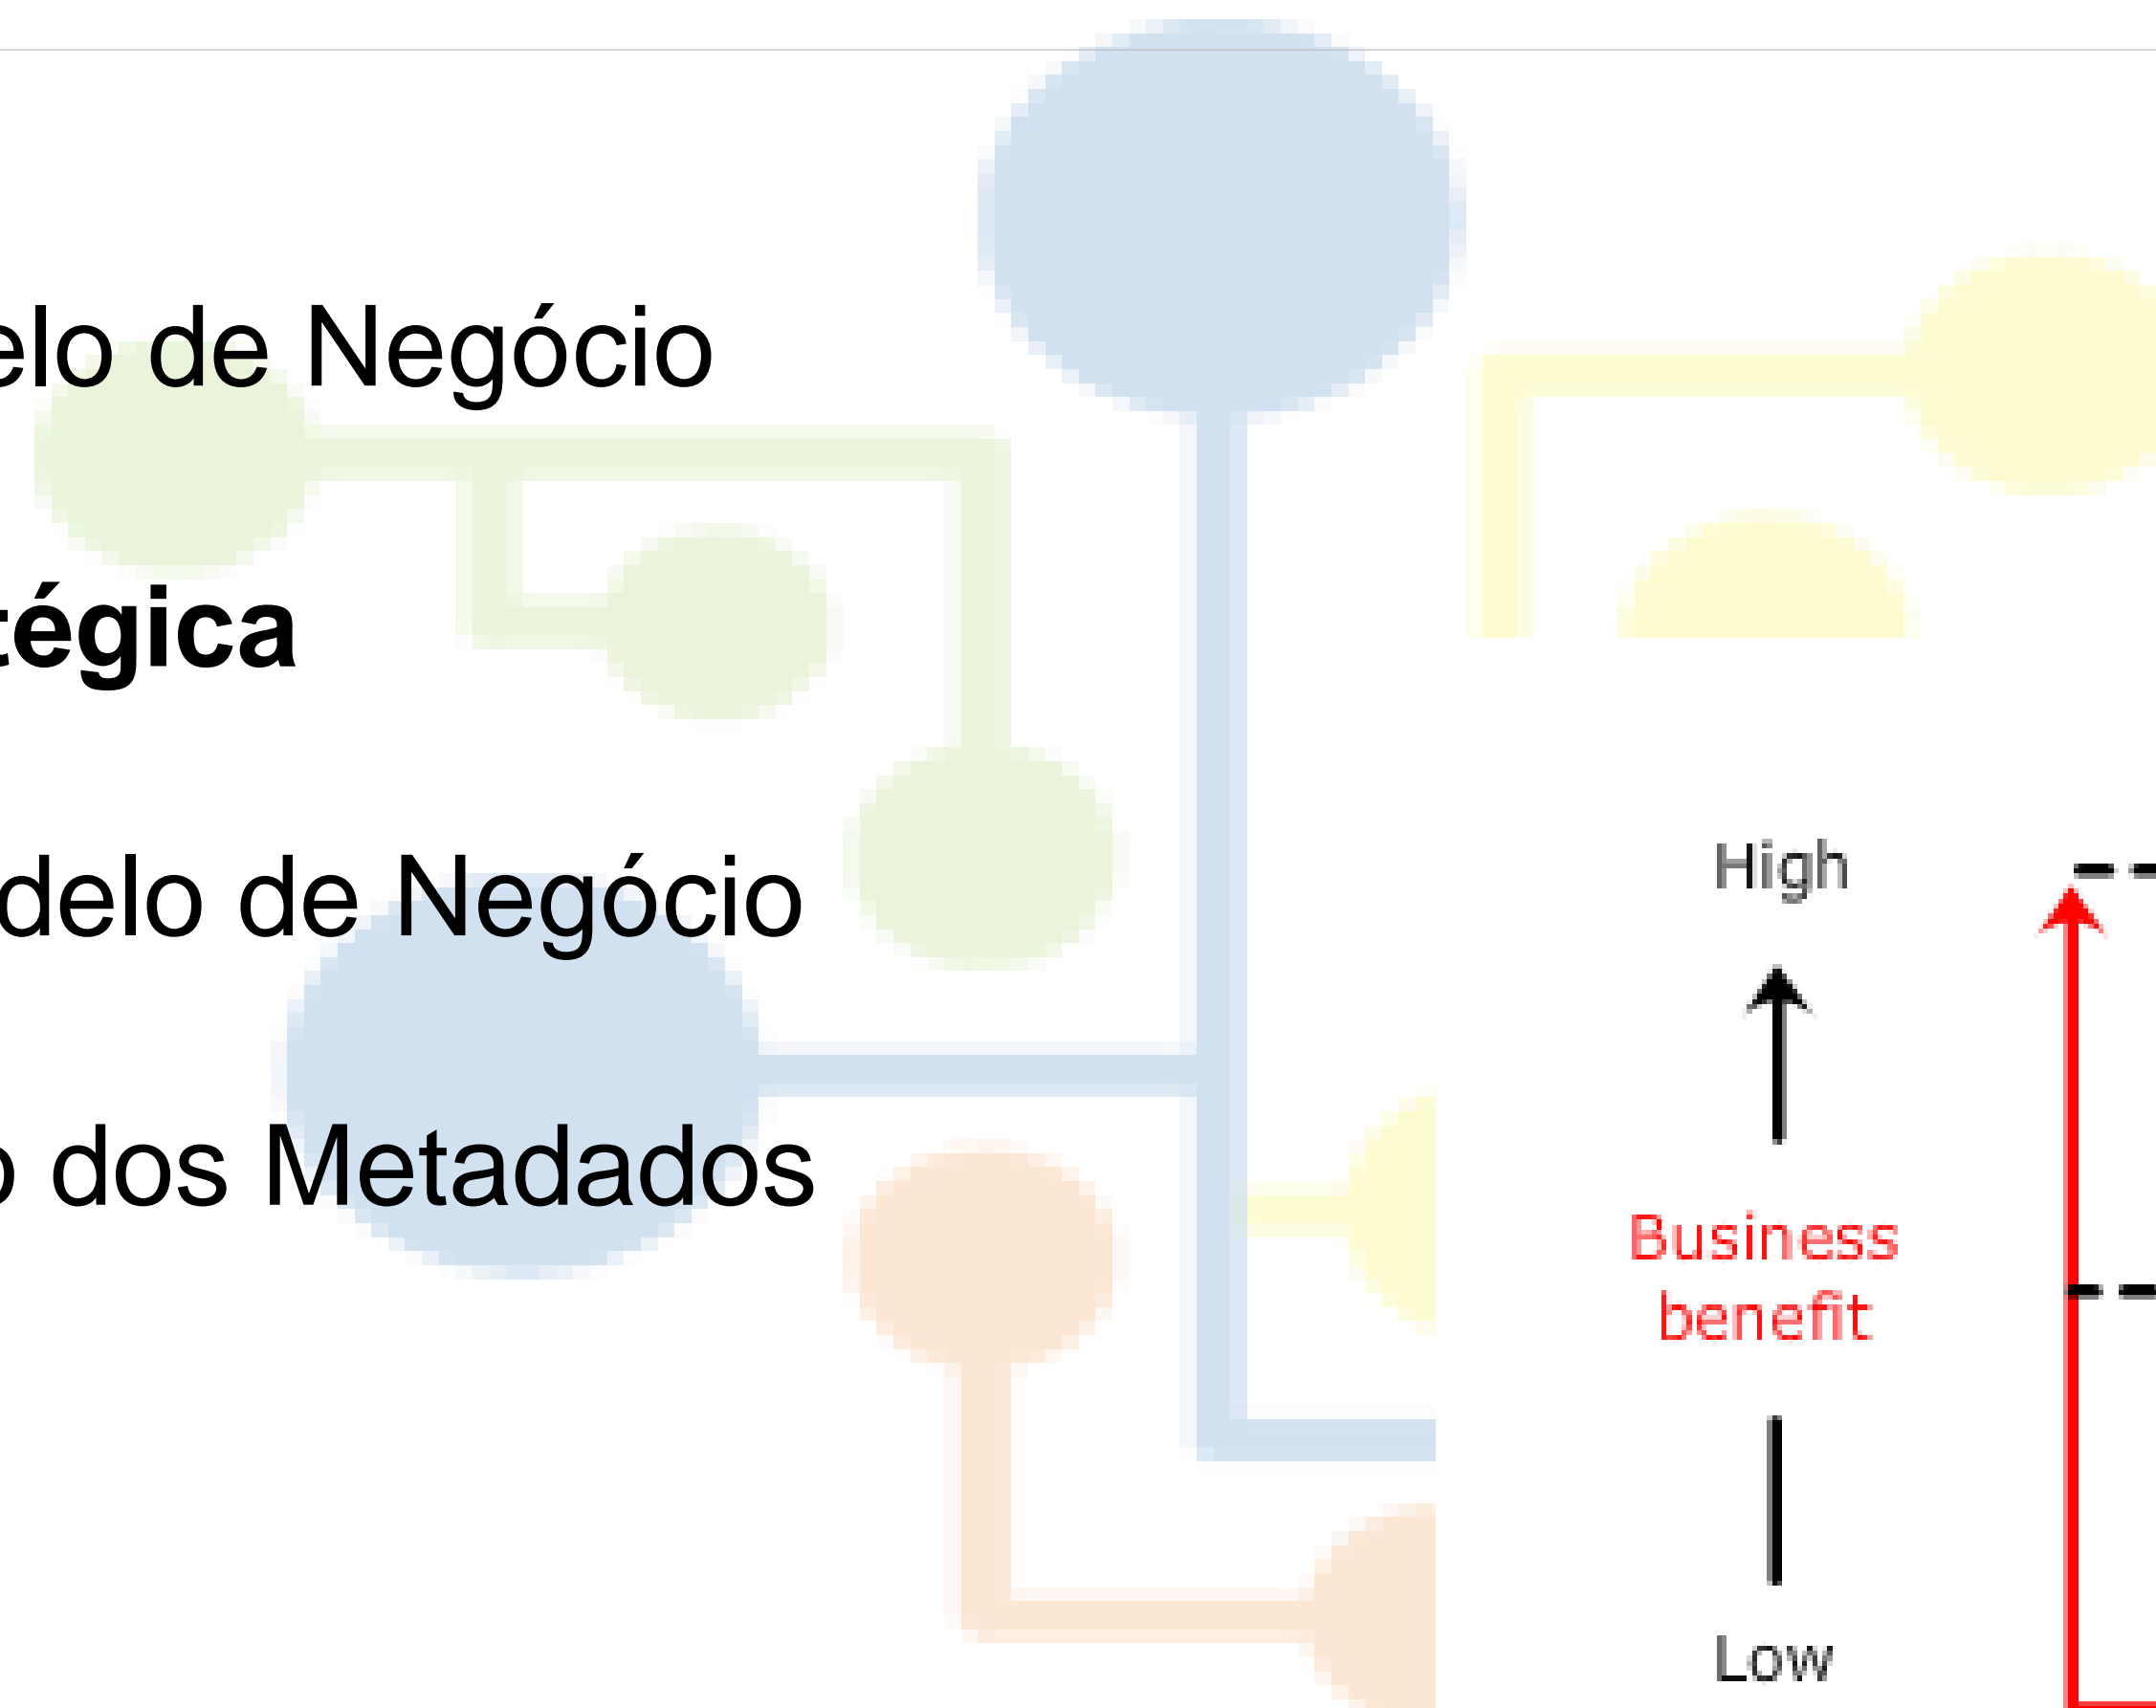 elo de Negócio
tégica
delo de Negócio
o dos Metadados
High
Business
benefit
Low